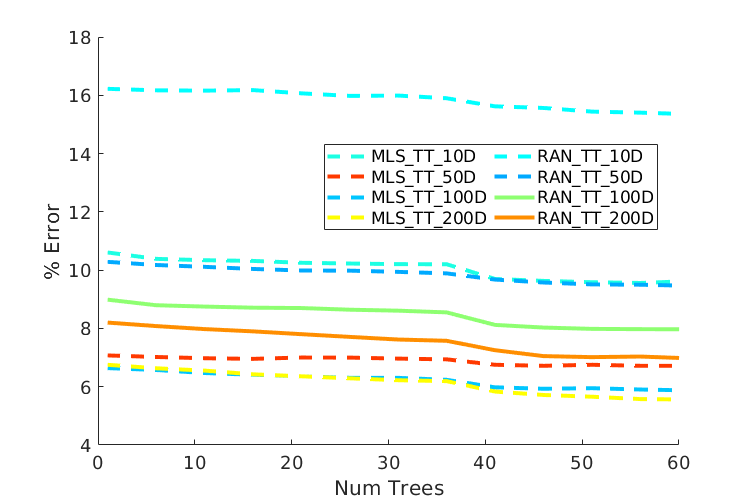 18
16
14
12
10
8
6
4
% Error
MLS_TT_10D RAN_TT_10D
MLS_TT_50D RAN_TT_50D
MLS_TT_100D RAN_TT_100D
MLS_TT_200D RAN_TT_200D
0 10 20 30 40 50 60
Num Trees